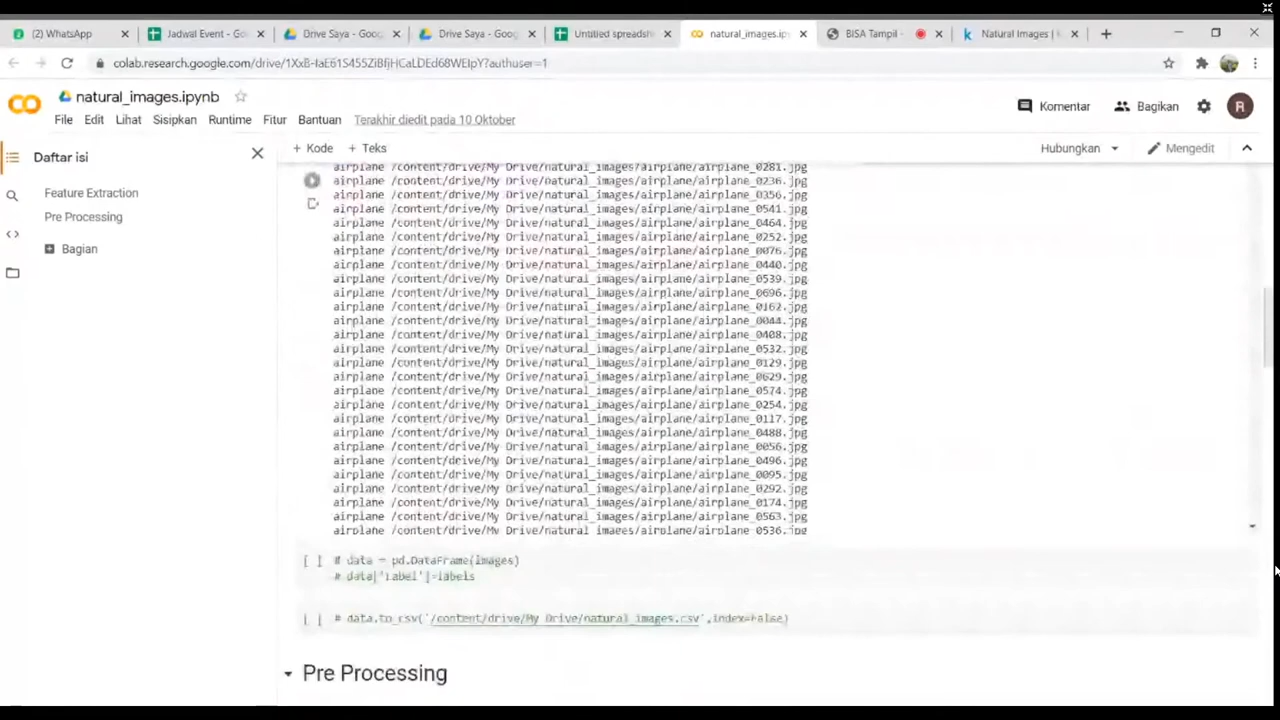 (2) WhatsApp
Jadwal Event - Goo
Drive Saya - Goog
Drive Saya - Goog
Untitled spreadsh
natural_images.ipy
BISA Tampil -
Natural Images |
Komentar
Bagikan
R
natural_images.ipynb
File Edit Lihat Sisipkan Runtime Fitur Bantuan Terakhir diedit pada 10 Oktober
Daftar isi
+ Kode + Teks
Hubungkan
Mengedit
Feature Extraction
Pre Processing
Bagian
airplane /content/drive/My Drive/natural_images/airplane/airplane_0281.jpg
airplane /content/drive/My Drive/natural_images/airplane/airplane_0236.jpg
airplane /content/drive/My Drive/natural_images/airplane/airplane_0356.jpg
airplane /content/drive/My Drive/natural_images/airplane/airplane_0541.jpg
airplane /content/drive/My Drive/natural_images/airplane/airplane_0464.jpg
airplane /content/drive/My Drive/natural_images/airplane/airplane_0252.jpg
airplane /content/drive/My Drive/natural_images/airplane/airplane_0076.jpg
airplane /content/drive/My Drive/natural_images/airplane/airplane_0440.jpg
airplane /content/drive/My Drive/natural_images/airplane/airplane_0539.jpg
airplane /content/drive/My Drive/natural_images/airplane/airplane_0696.jpg
airplane /content/drive/My Drive/natural_images/airplane/airplane_0162.jpg
airplane /content/drive/My Drive/natural_images/airplane/airplane_0044.jpg
airplane /content/drive/My Drive/natural_images/airplane/airplane_0408.jpg
airplane /content/drive/My Drive/natural_images/airplane/airplane_0532.jpg
airplane /content/drive/My Drive/natural_images/airplane/airplane_0129.jpg
airplane /content/drive/My Drive/natural_images/airplane/airplane_0629.jpg
airplane /content/drive/My Drive/natural_images/airplane/airplane_0574.jpg
airplane /content/drive/My Drive/natural_images/airplane/airplane_0254.jpg
airplane /content/drive/My Drive/natural_images/airplane/airplane_0117.jpg
airplane /content/drive/My Drive/natural_images/airplane/airplane_0488.jpg
airplane /content/drive/My Drive/natural_images/airplane/airplane_0056.jpg
airplane /content/drive/My Drive/natural_images/airplane/airplane_0496.jpg
airplane /content/drive/My Drive/natural_images/airplane/airplane_0095.jpg
airplane /content/drive/My Drive/natural_images/airplane/airplane_0292.jpg
airplane /content/drive/My Drive/natural_images/airplane/airplane_0174.jpg
airplane /content/drive/My Drive/natural_images/airplane/airplane_0563.jpg
airplane /content/drive/My Drive/natural_images/airplane/airplane_0536.jpg
[ ] # data = pd.DataFrame(images)
# data['Label']=labels
[ ] # data.to_csv('/content/drive/My Drive/natural_images.csv',index=False)
Pre Processing